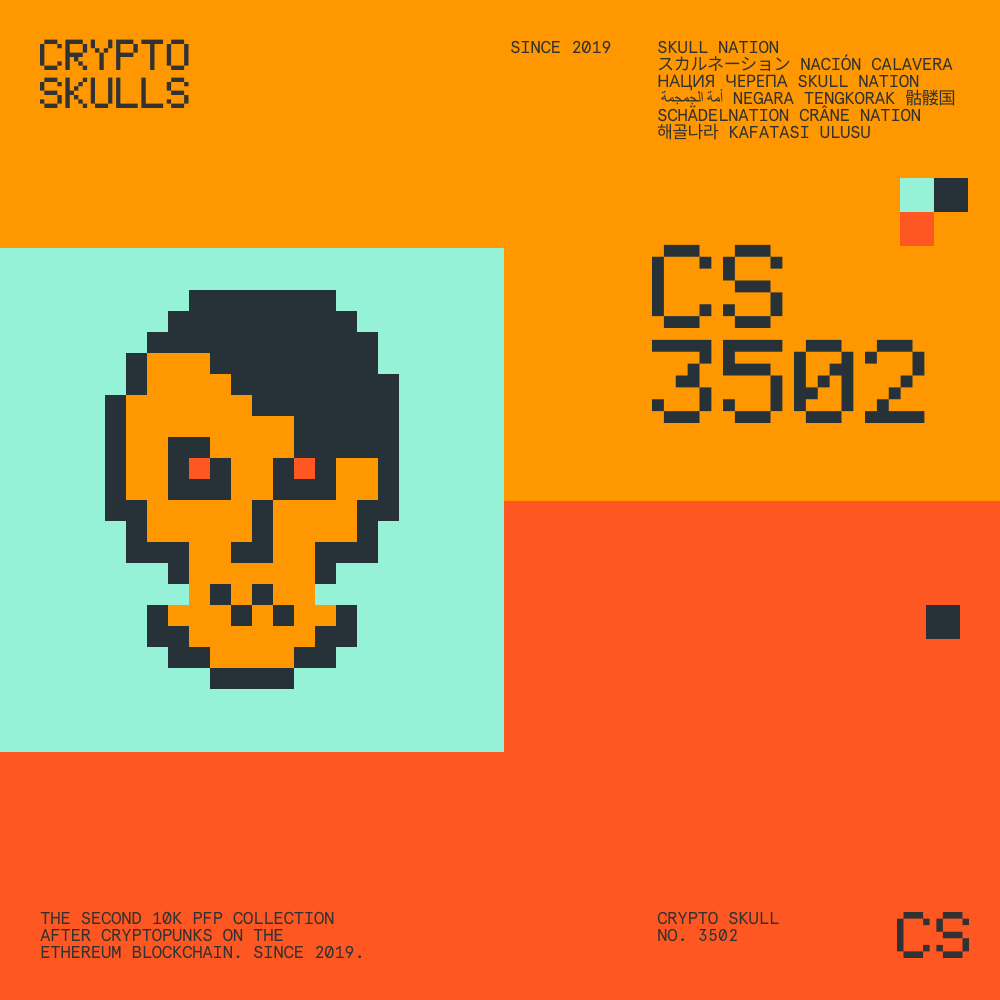 CRYPTO
SKULLS
SINCE 2019
SKULL NATION
スカルネーション NACIÓN CALAVERA
НАЦИЯ ЧЕРЕПА SKULL NATION
أمة الجمجمة NEGARA TENGKORAK 骷髅国
SCHÄDELNATION CRÂNE NATION
해골나라 KAFATASI ULUSU
CS
3502
THE SECOND 10K PFP COLLECTION
AFTER CRYPTOPUNKS ON THE
ETHEREUM BLOCKCHAIN. SINCE 2019.
CRYPTO SKULL
NO. 3502
CS